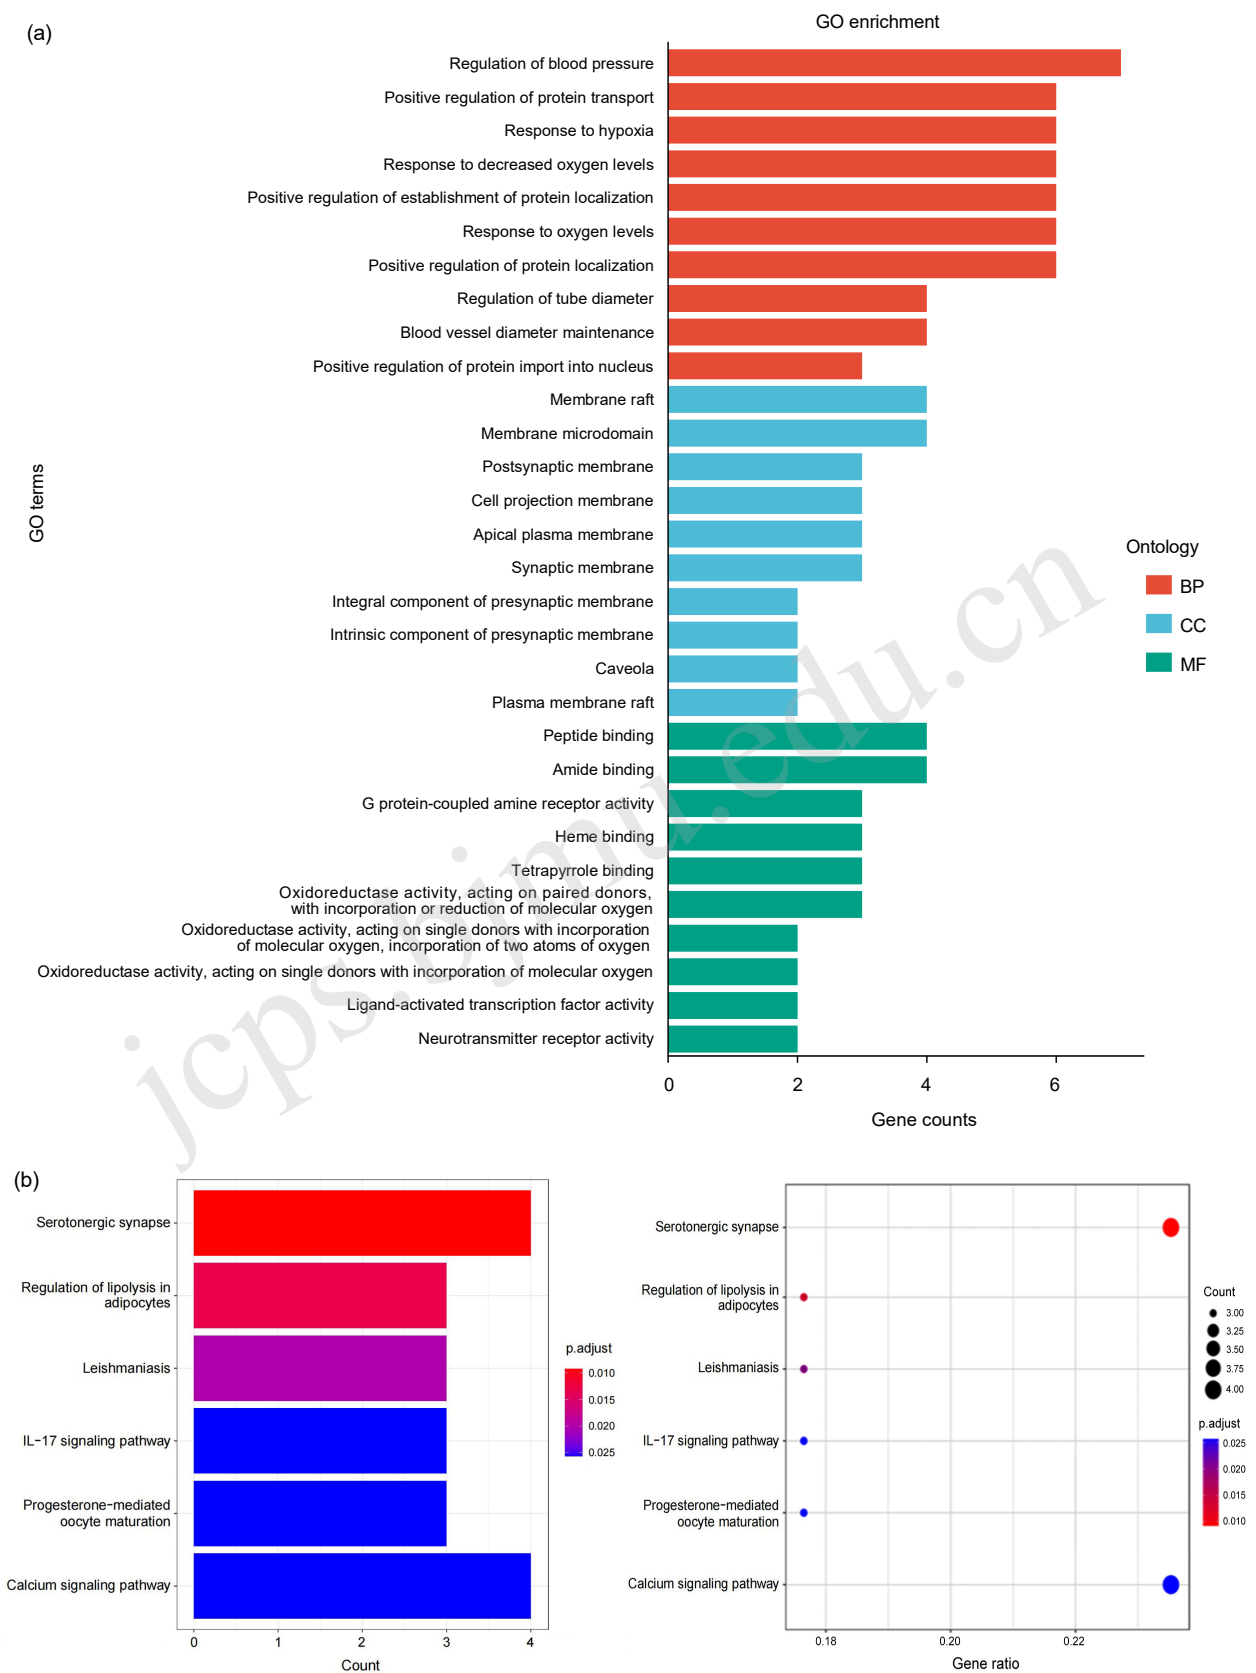 (a)
GO enrichment
Regulation of blood pressure
Positive regulation of protein transport
Response to hypoxia
Response to decreased oxygen levels
Positive regulation of establishment of protein localization
Response to oxygen levels
Positive regulation of protein localization
Regulation of tube diameter
Blood vessel diameter maintenance
Positive regulation of protein import into nucleus
Membrane raft
Membrane microdomain
Postsynaptic membrane
Cell projection membrane
Apical plasma membrane
Synaptic membrane
Integral component of presynaptic membrane
Intrinsic component of presynaptic membrane
Caveola
Plasma membrane raft
Peptide binding
Amide binding
G protein-coupled amine receptor activity
Heme binding
Tetrapyrrole binding
Oxidoreductase activity, acting on paired donors,
with incorporation or reduction of molecular oxygen
Oxidoreductase activity, acting on single donors with incorporation
of molecular oxygen, incorporation of two atoms of oxygen
Oxidoreductase activity, acting on single donors with incorporation of molecular oxygen
Ligand-activated transcription factor activity
Neurotransmitter receptor activity
GO terms
0 2 4 6
Gene counts
Ontology
BP
CC
MF
jcps.bjmu.edu.cn
(b)
Serotonergic synapse
Regulation of lipolysis in
adipocytes
Leishmaniasis
IL-17 signaling pathway
Progesterone-mediated
oocyte maturation
Calcium signaling pathway
0 1 2 3 4
Count
p.adjust
0.010
0.015
0.020
0.025
Serotonergic synapse
Regulation of lipolysis in
adipocytes
Leishmaniasis
IL-17 signaling pathway
Progesterone-mediated
oocyte maturation
Calcium signaling pathway
0.18 0.20 0.22
Gene ratio
Count
3.00
3.25
3.50
3.75
4.00
p.adjust
0.025
0.020
0.015
0.010